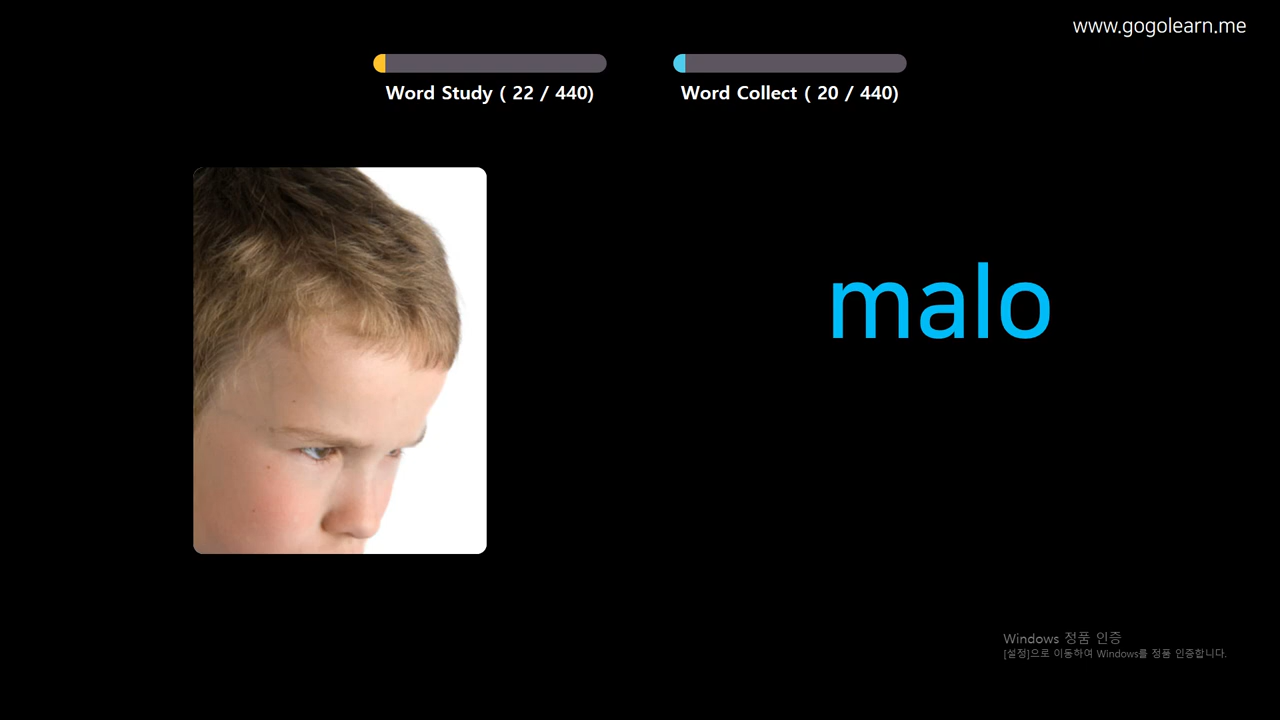 www.gogolearn.me
Word Study ( 22 / 440)
Word Collect ( 20 / 440)
malo
Windows 정품 인증
[설정]으로 이동하여 Windows를 정품 인증합니다.